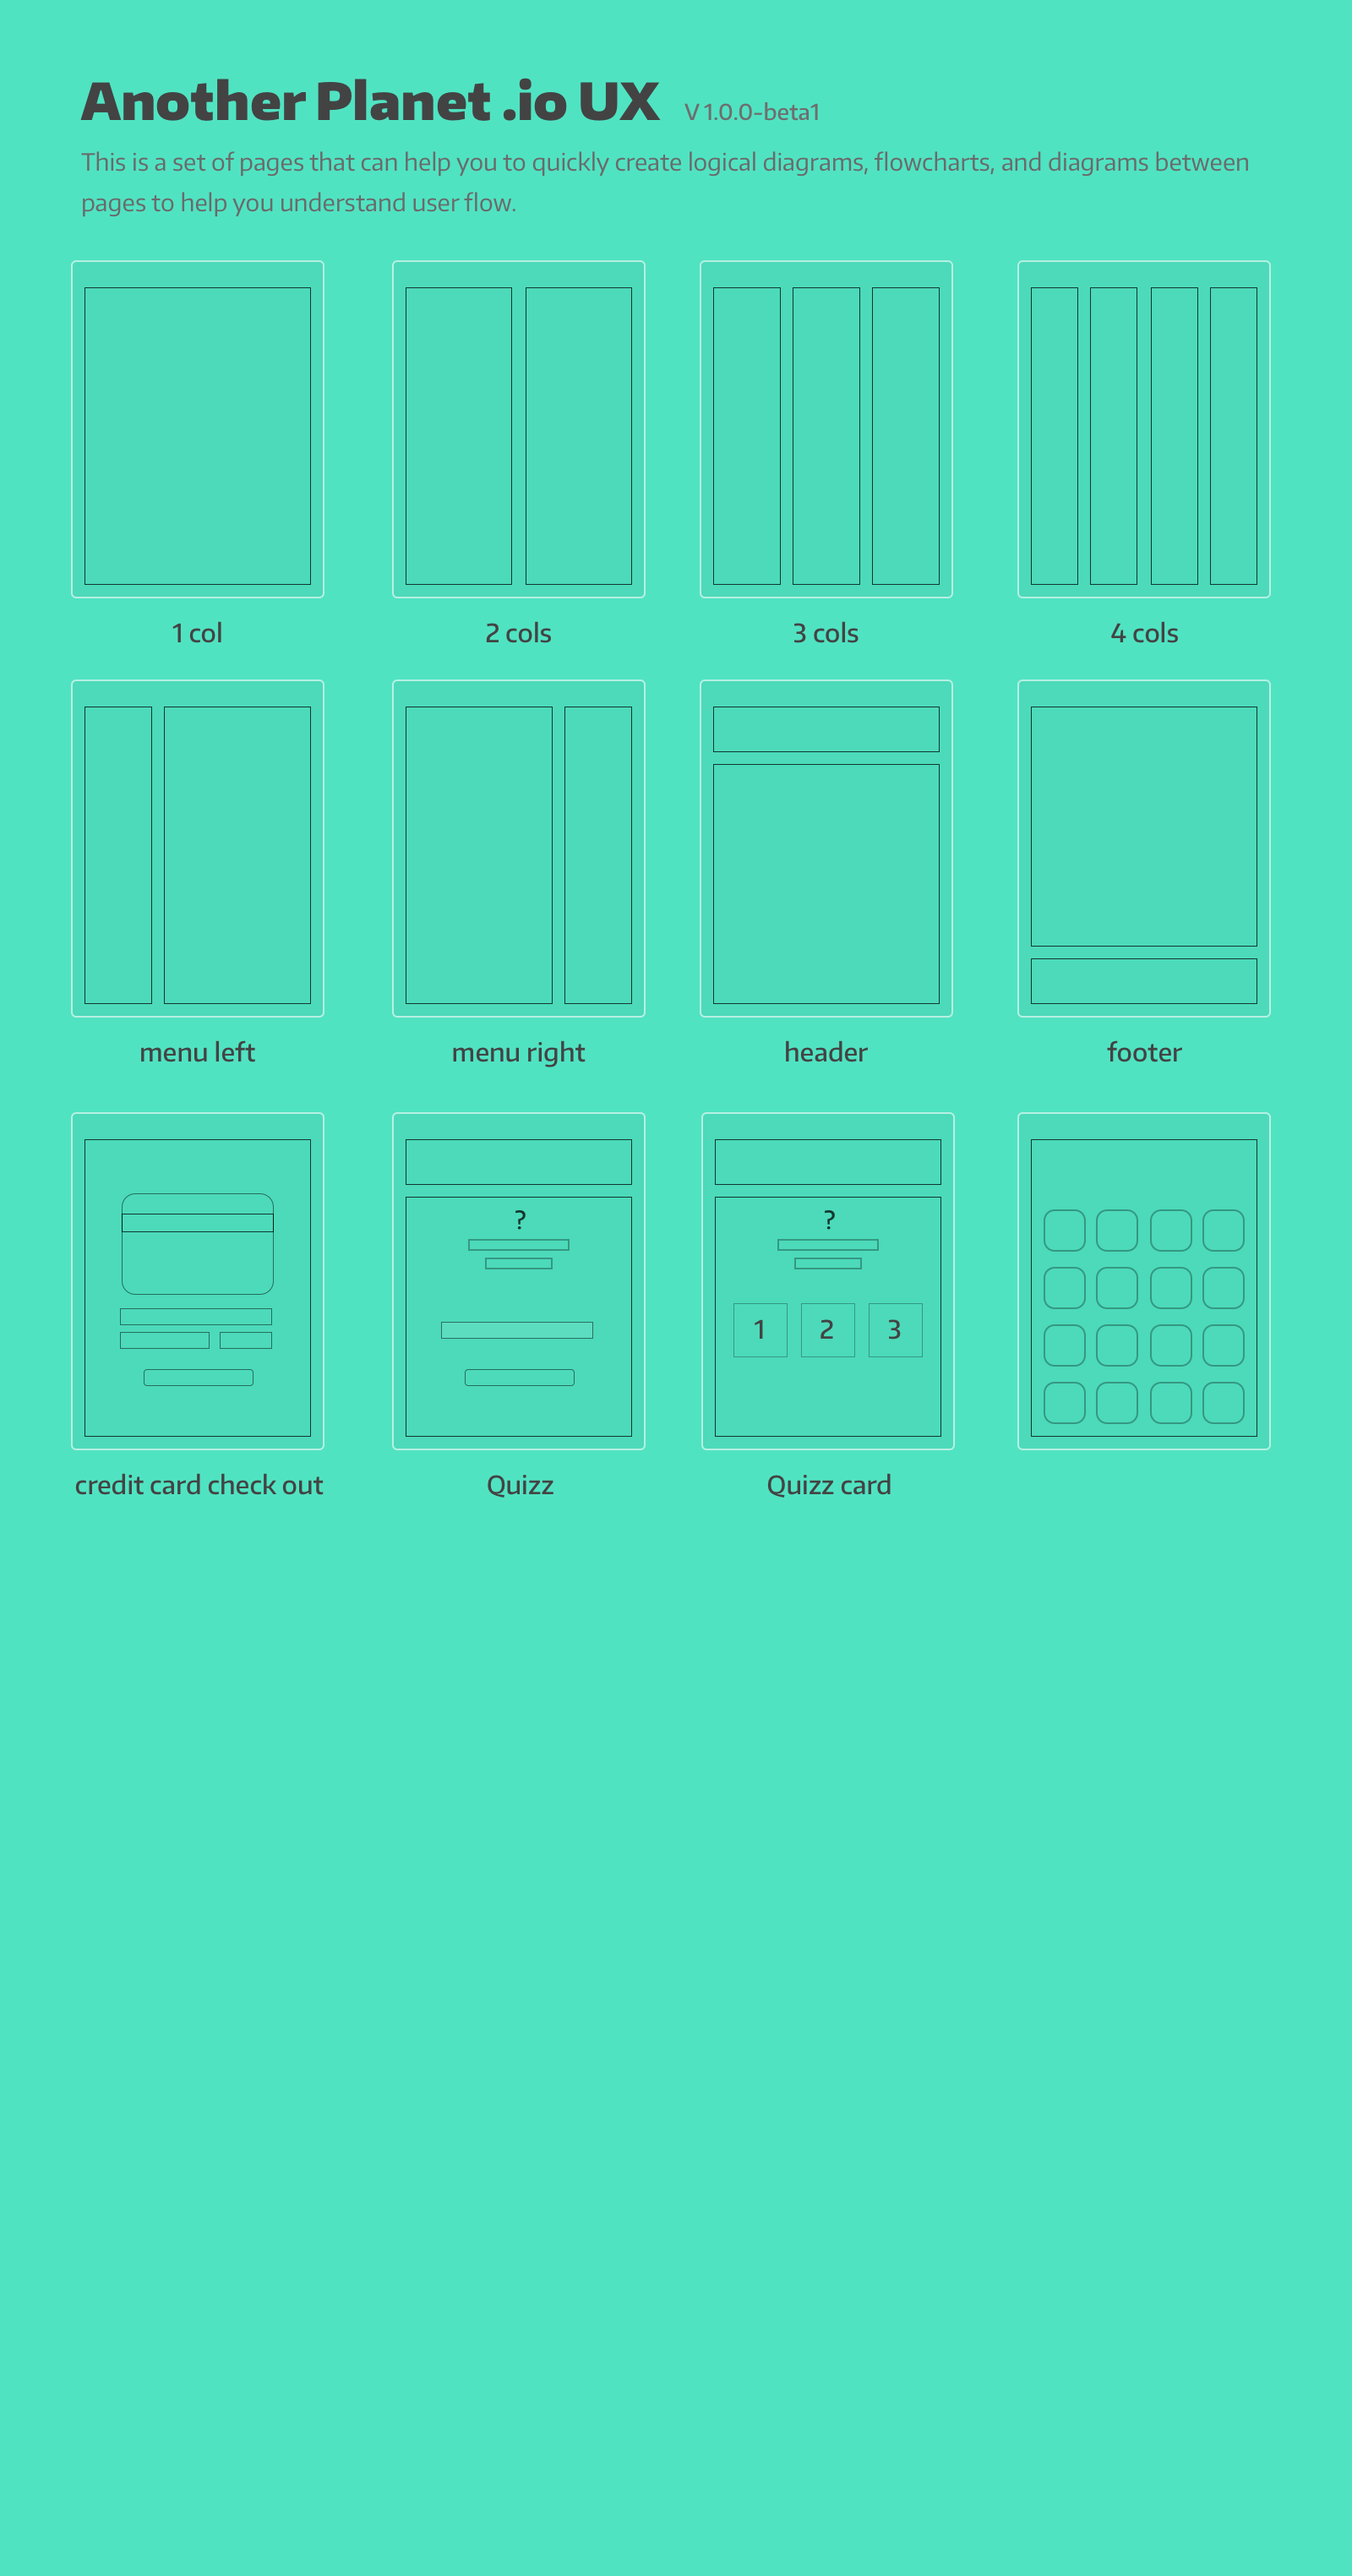 Another Planet .io UX V 1.0.0-beta1
This is a set of pages that can help you to quickly create logical diagrams, flowcharts, and diagrams between
pages to help you understand user flow.
1 col
2 cols
3 cols
4 cols
menu left
menu right
header
footer
?
?
1 2 3
credit card check out
Quizz
Quizz card